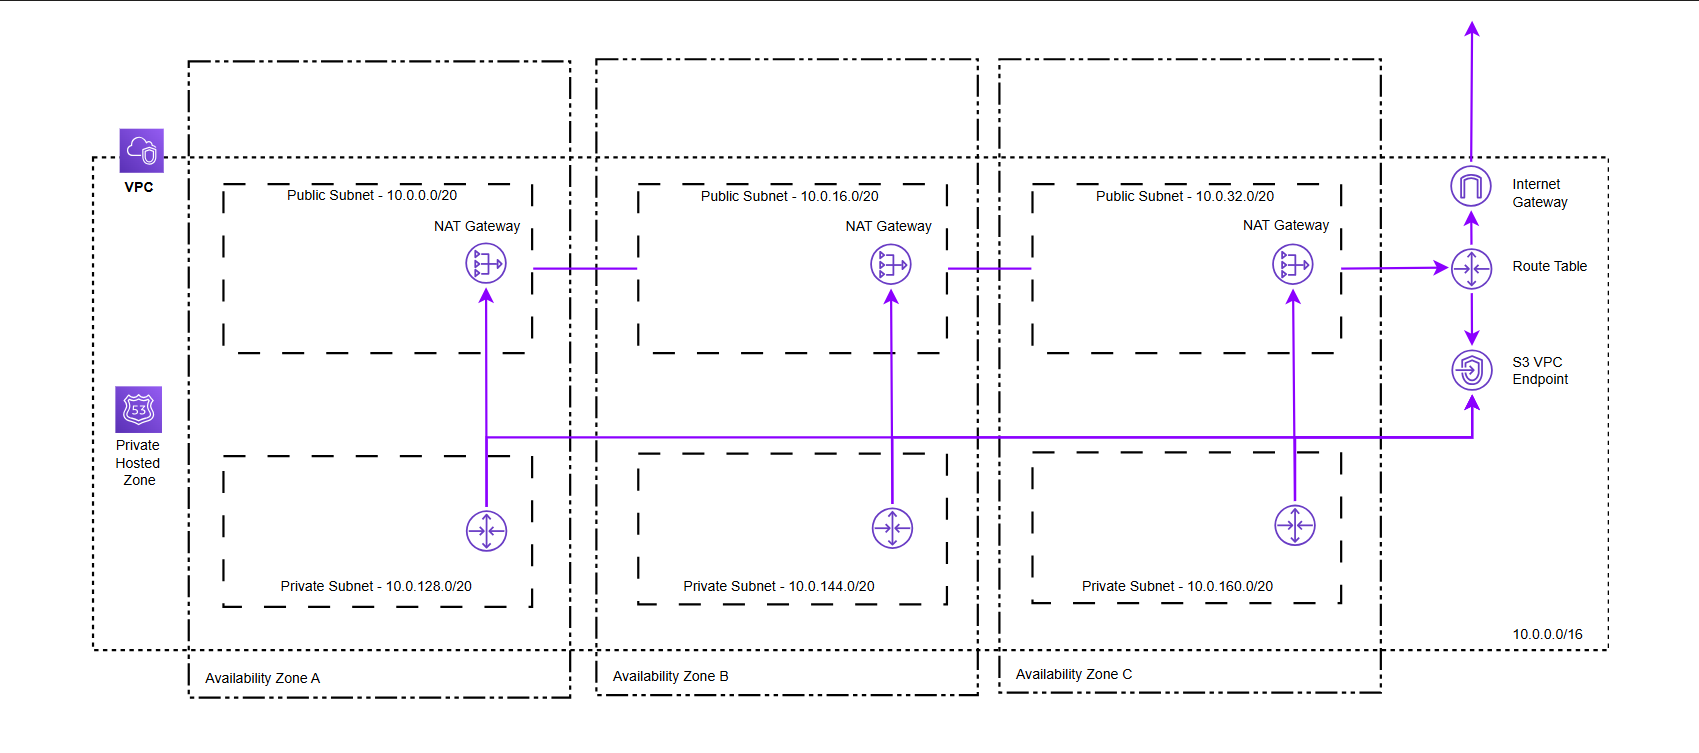 VPC
Public Subnet - 10.0.0.0/20
Public Subnet - 10.0.16.0/20
Public Subnet - 10.0.32.0/20
Internet
Gateway
NAT Gateway
NAT Gateway
NAT Gateway
Route Table
S3 VPC
Endpoint
53
Private
Hosted
Zone
Private Subnet - 10.0.128.0/20
Private Subnet - 10.0.144.0/20
Private Subnet - 10.0.160.0/20
10.0.0.0/16
Availability Zone A
Availability Zone B
Availability Zone C